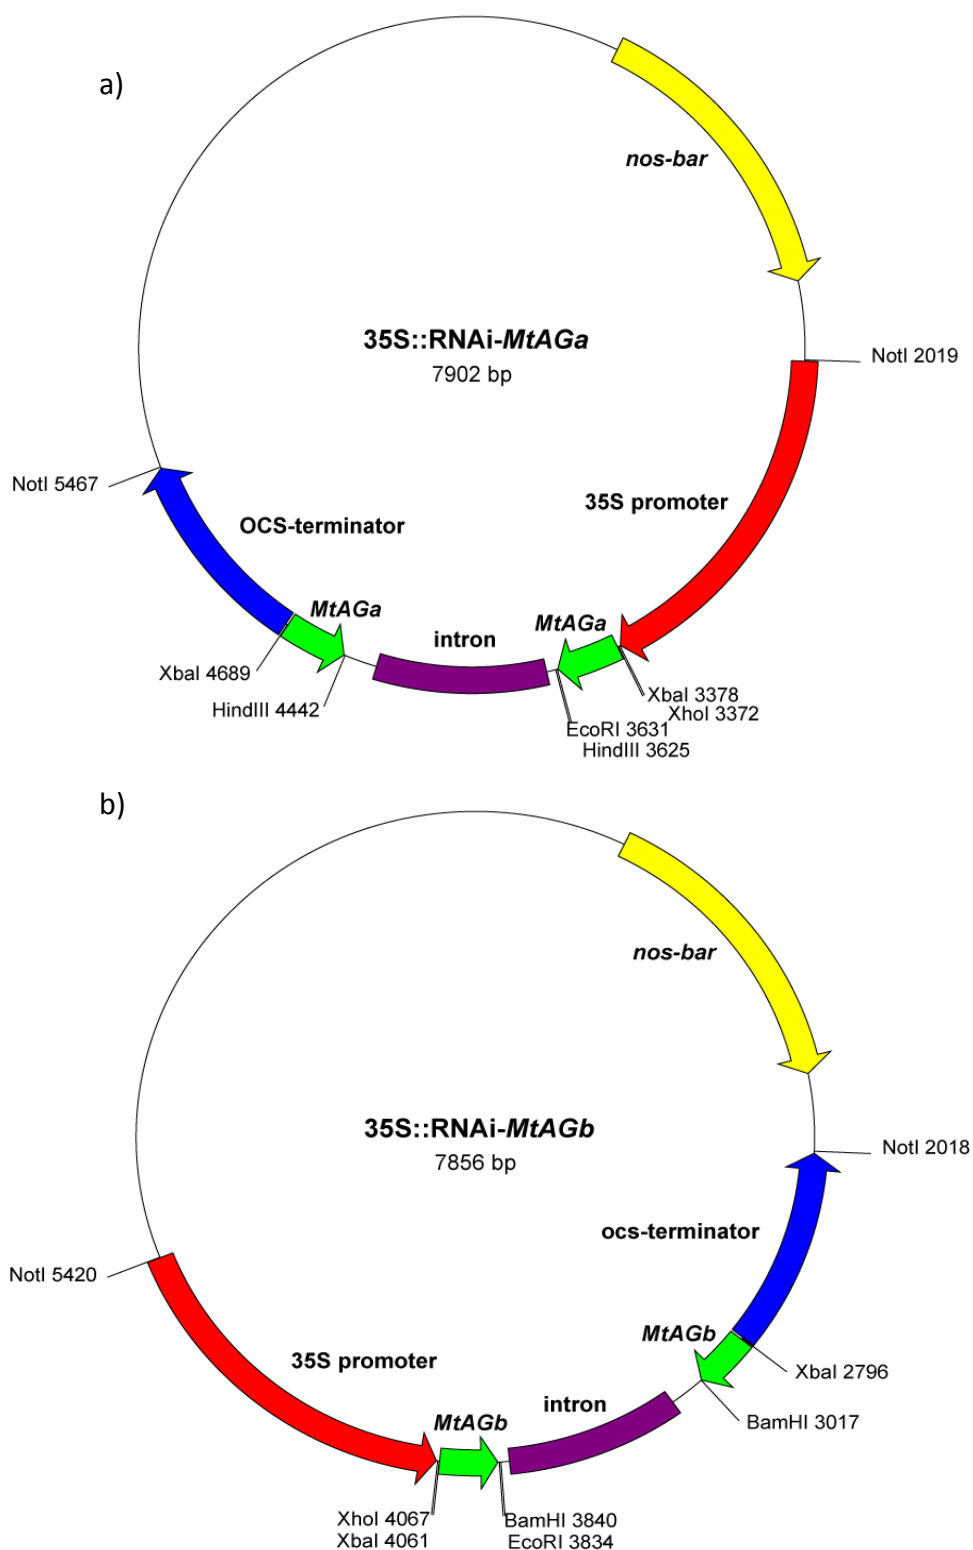 a)
nos-bar
35S::RNAi-MtAGa
7902 bp
NotI 2019
NotI 5467
35S promoter
OCS-terminator
MtAGa
MtAGa
intron
XbaI 4689
HindIII 4442
XbaI 3378
XhoI 3372
EcoRI 3631
HindIII 3625
b)
nos-bar
35S::RNAi-MtAGb
7856 bp
NotI 2018
ocs-terminator
NotI 5420
MtAGb
35S promoter
XbaI 2796
intron
MtAGb
BamHI 3017
XhoI 4067
BamHI 3840
XbaI 4061
EcoRI 3834